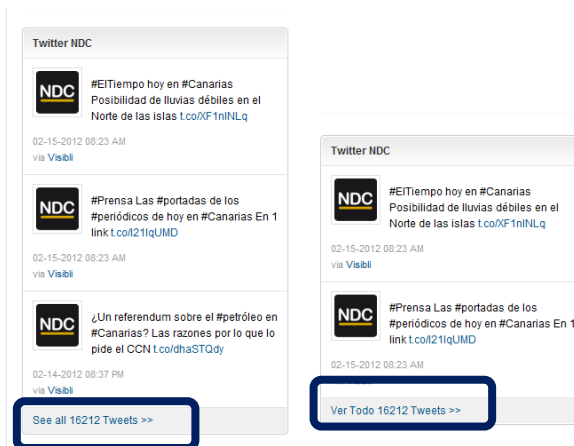 Twitter NDC
NDC
#ElTiempo hoy en #Canarias
Posibilidad de lluvias débiles en el
Norte de las islas t.co/XF1nINLq
02-15-2012 08:23 AM
via Visibli
NDC
#Prensa Las #portadas de los
#periódicos de hoy en #Canarias En 1
link t.co/I21IqUMD
02-15-2012 08:23 AM
via Visibli
NDC
¿Un referendum sobre el #petróleo en
#Canarias? Las razones por lo que lo
pide el CCN t.co/dhaSTQdy
02-14-2012 08:37 PM
via Visibli
See all 16212 Tweets >>
Twitter NDC
NDC
#ElTiempo hoy en #Canarias
Posibilidad de lluvias débiles en el
Norte de las islas t.co/XF1nINLq
02-15-2012 08:23 AM
via Visibli
NDC
#Prensa Las #portadas de los
#periódicos de hoy en #Canarias En 1
link t.co/I21IqUMD
02-15-2012 08:23 AM
Ver Todo 16212 Tweets >>